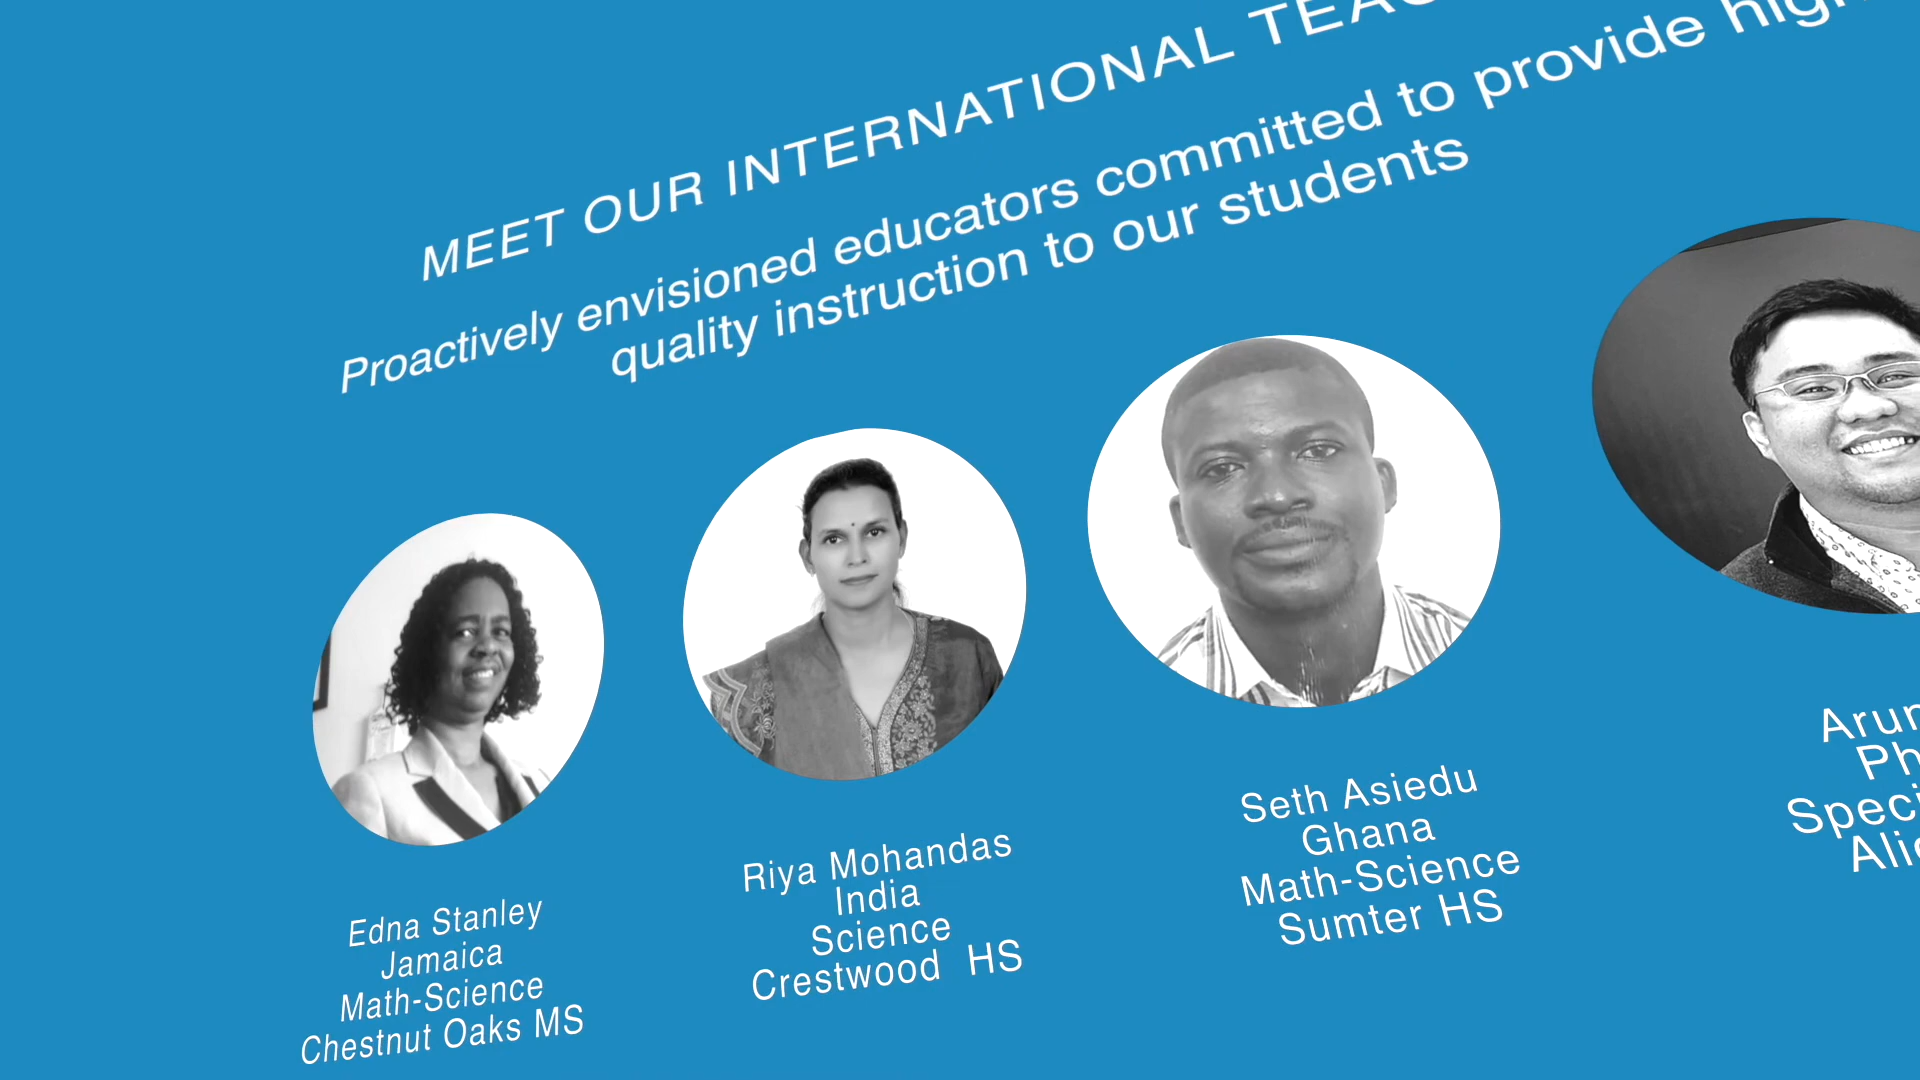 MEET OUR INTERNATIONAL
Proactively envisioned educators committed to provide
quality instruction to our students
Edna Stanley
Jamaica
Math-Science
Chestnut Oaks MS
Riya Mohandas
India
Science
Crestwood HS
Seth Asiedu
Ghana
Math-Science
Sumter HS